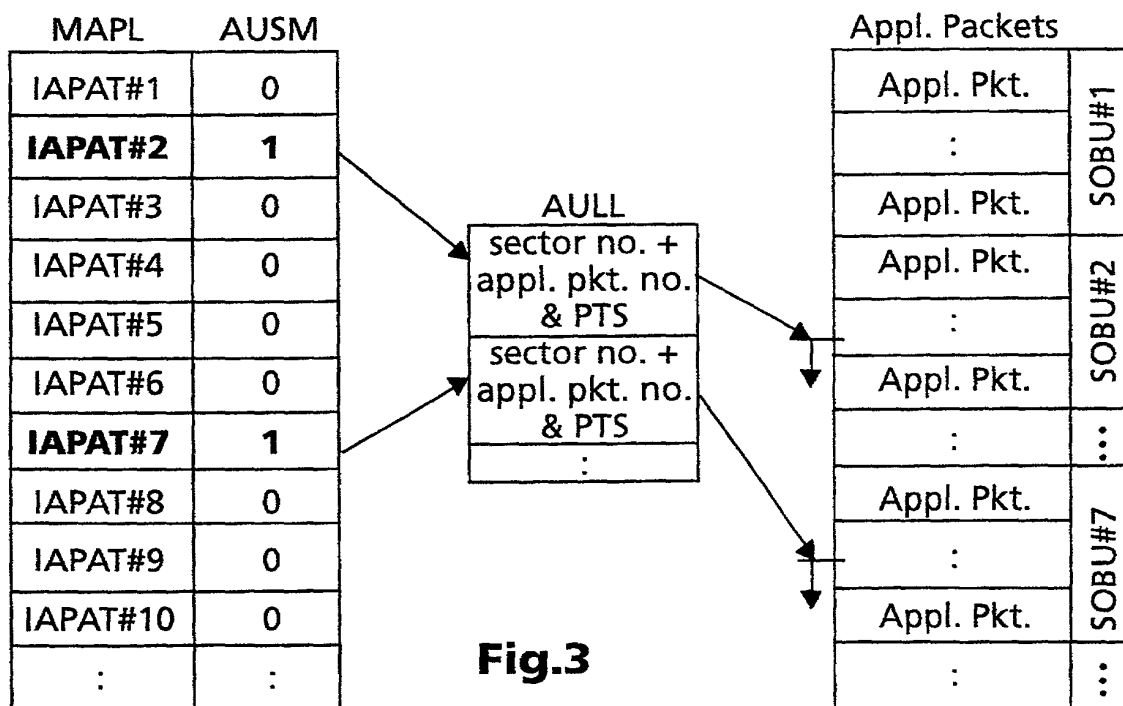 MAPL AUSM
IAPAT#1 0
IAPAT#2 1
IAPAT#3 0
IAPAT#4 0
IAPAT#5 0
IAPAT#6 0
IAPAT#7 1
IAPAT#8 0
IAPAT#9 0
IAPAT#10 0
: :
AULL
sector no. +
appl. pkt. no.
& PTS
sector no. +
appl. pkt. no.
& PTS
:
Appl. Packets
Appl. Pkt.
:
Appl. Pkt.
SOBU#1
Appl. Pkt.
:
Appl. Pkt.
SOBU#2
:
...
Appl. Pkt.
:
Appl. Pkt.
SOBU#7
:
...
Fig.3